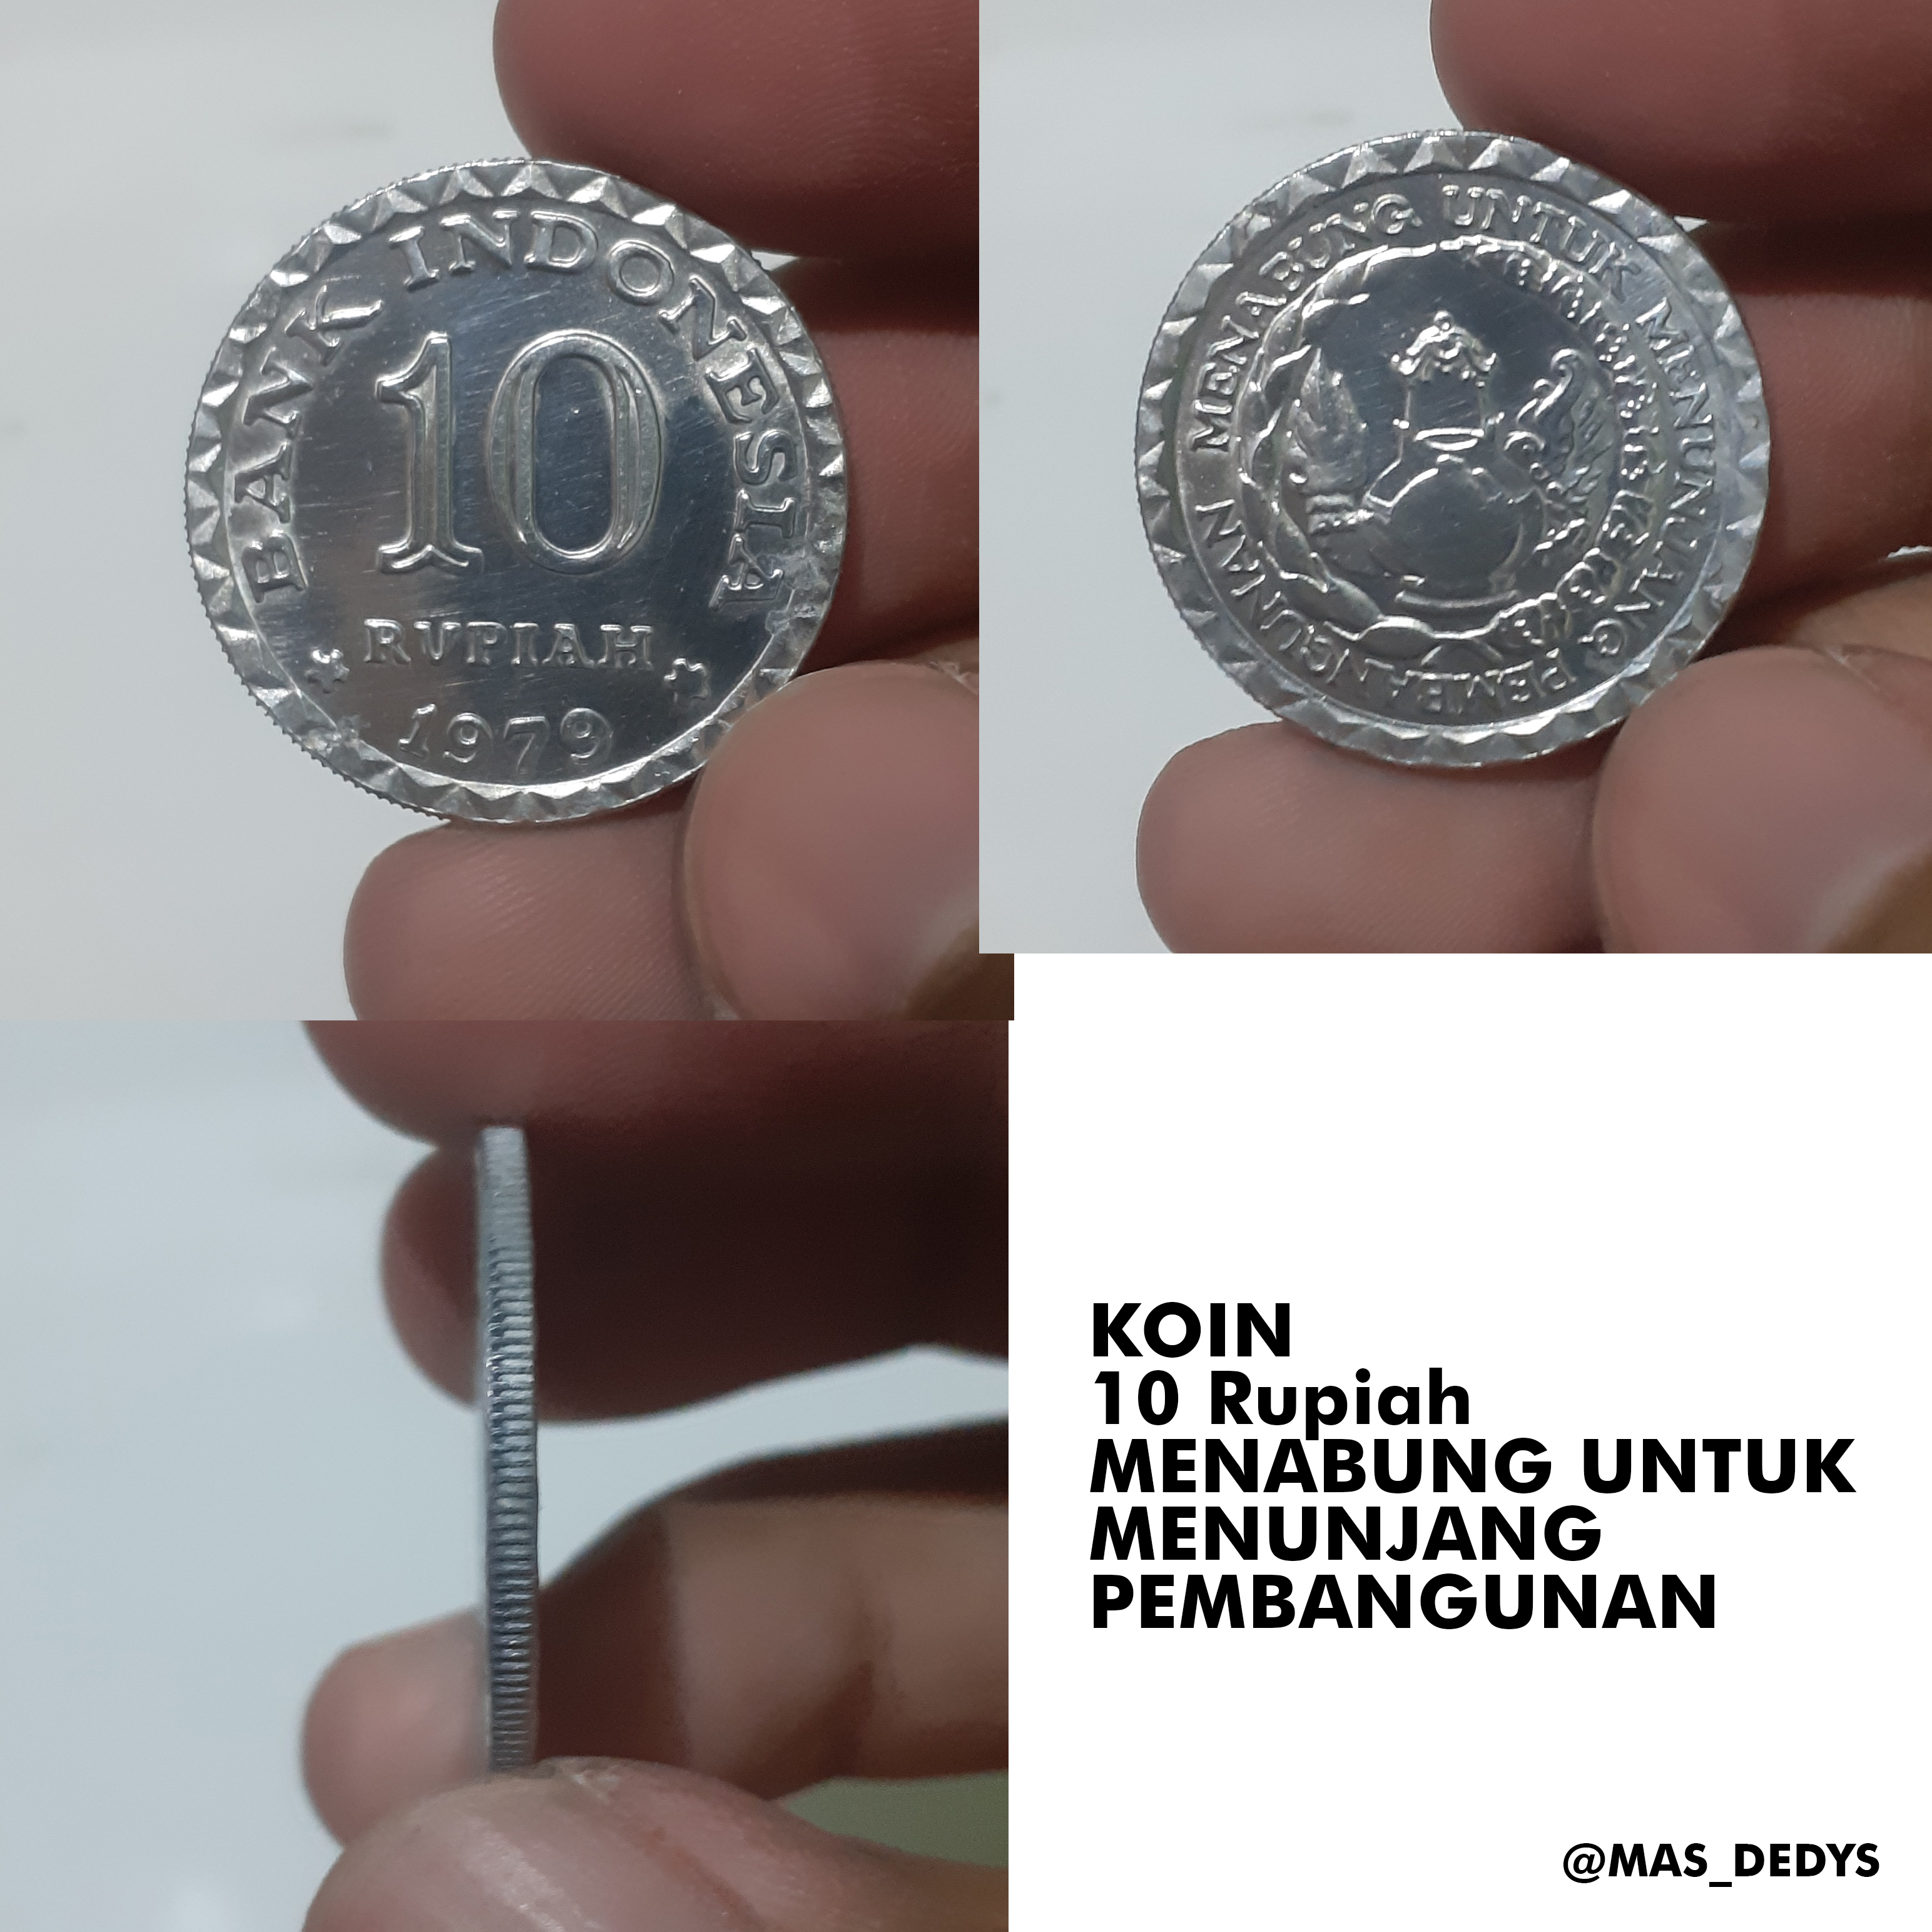 BANK INDONESIA
10
RUPIAH
1979
MENABUNG UNTUK MENUNJANG PEMBANGUNAN
KOIN
10 Rupiah
MENABUNG UNTUK
MENUNJANG
PEMBANGUNAN
@MAS_DEDYS